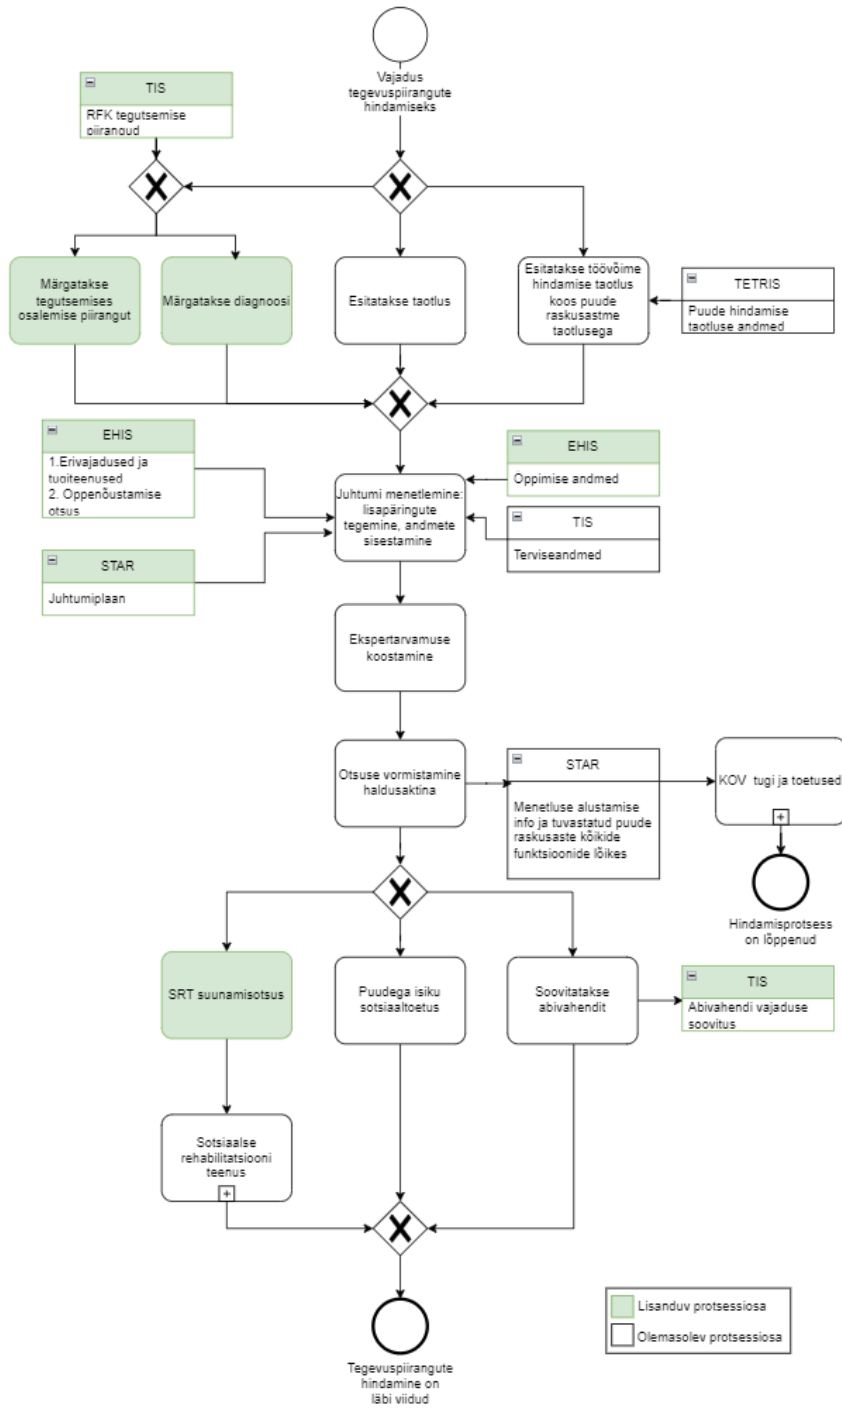 Vajadus
tegevuspiirangute
hindamiseks
TIS
RFK tegutsemise
piirangud
Märgatakse
tegutsemises
osalemise piirangut
Märgatakse diagnoosi
Esitatakse taotlus
Esitatakse töövõime
hindamise taotlus
koos puude
raskusastme
taotlusega
TETRIS
Puude hindamise
taotluse andmed
EHIS
1.Erivajadused ja
tugiteenused
2. Õppenõustamise
otsus
EHIS
Õppimise andmed
Juhtumi menetlemine:
lisapäringute
tegemine, andmete
sisestamine
TIS
Terviseandmed
STAR
Juhtumiplaan
Ekspertarvamuse
koostamine
Otsuse vormistamine
haldusaktina
STAR
Menetluse alustamise
info ja tuvastatud puude
raskusaste kõikide
funktsioonide lõikes
KOV tugi ja toetused
Hindamisprotsess
on lõppenud
SRT suunamisotsus
Puudega isiku
sotsiaaltoetus
Soovitatakse
abivahendit
TIS
Abivahendi vajaduse
soovitus
Sotsiaalse
rehabilitatsiooni
teenus
Lisanduv protsessiosa
Olemasolev protsessiosa
Tegevuspiirangute
hindamine on
läbi viidud